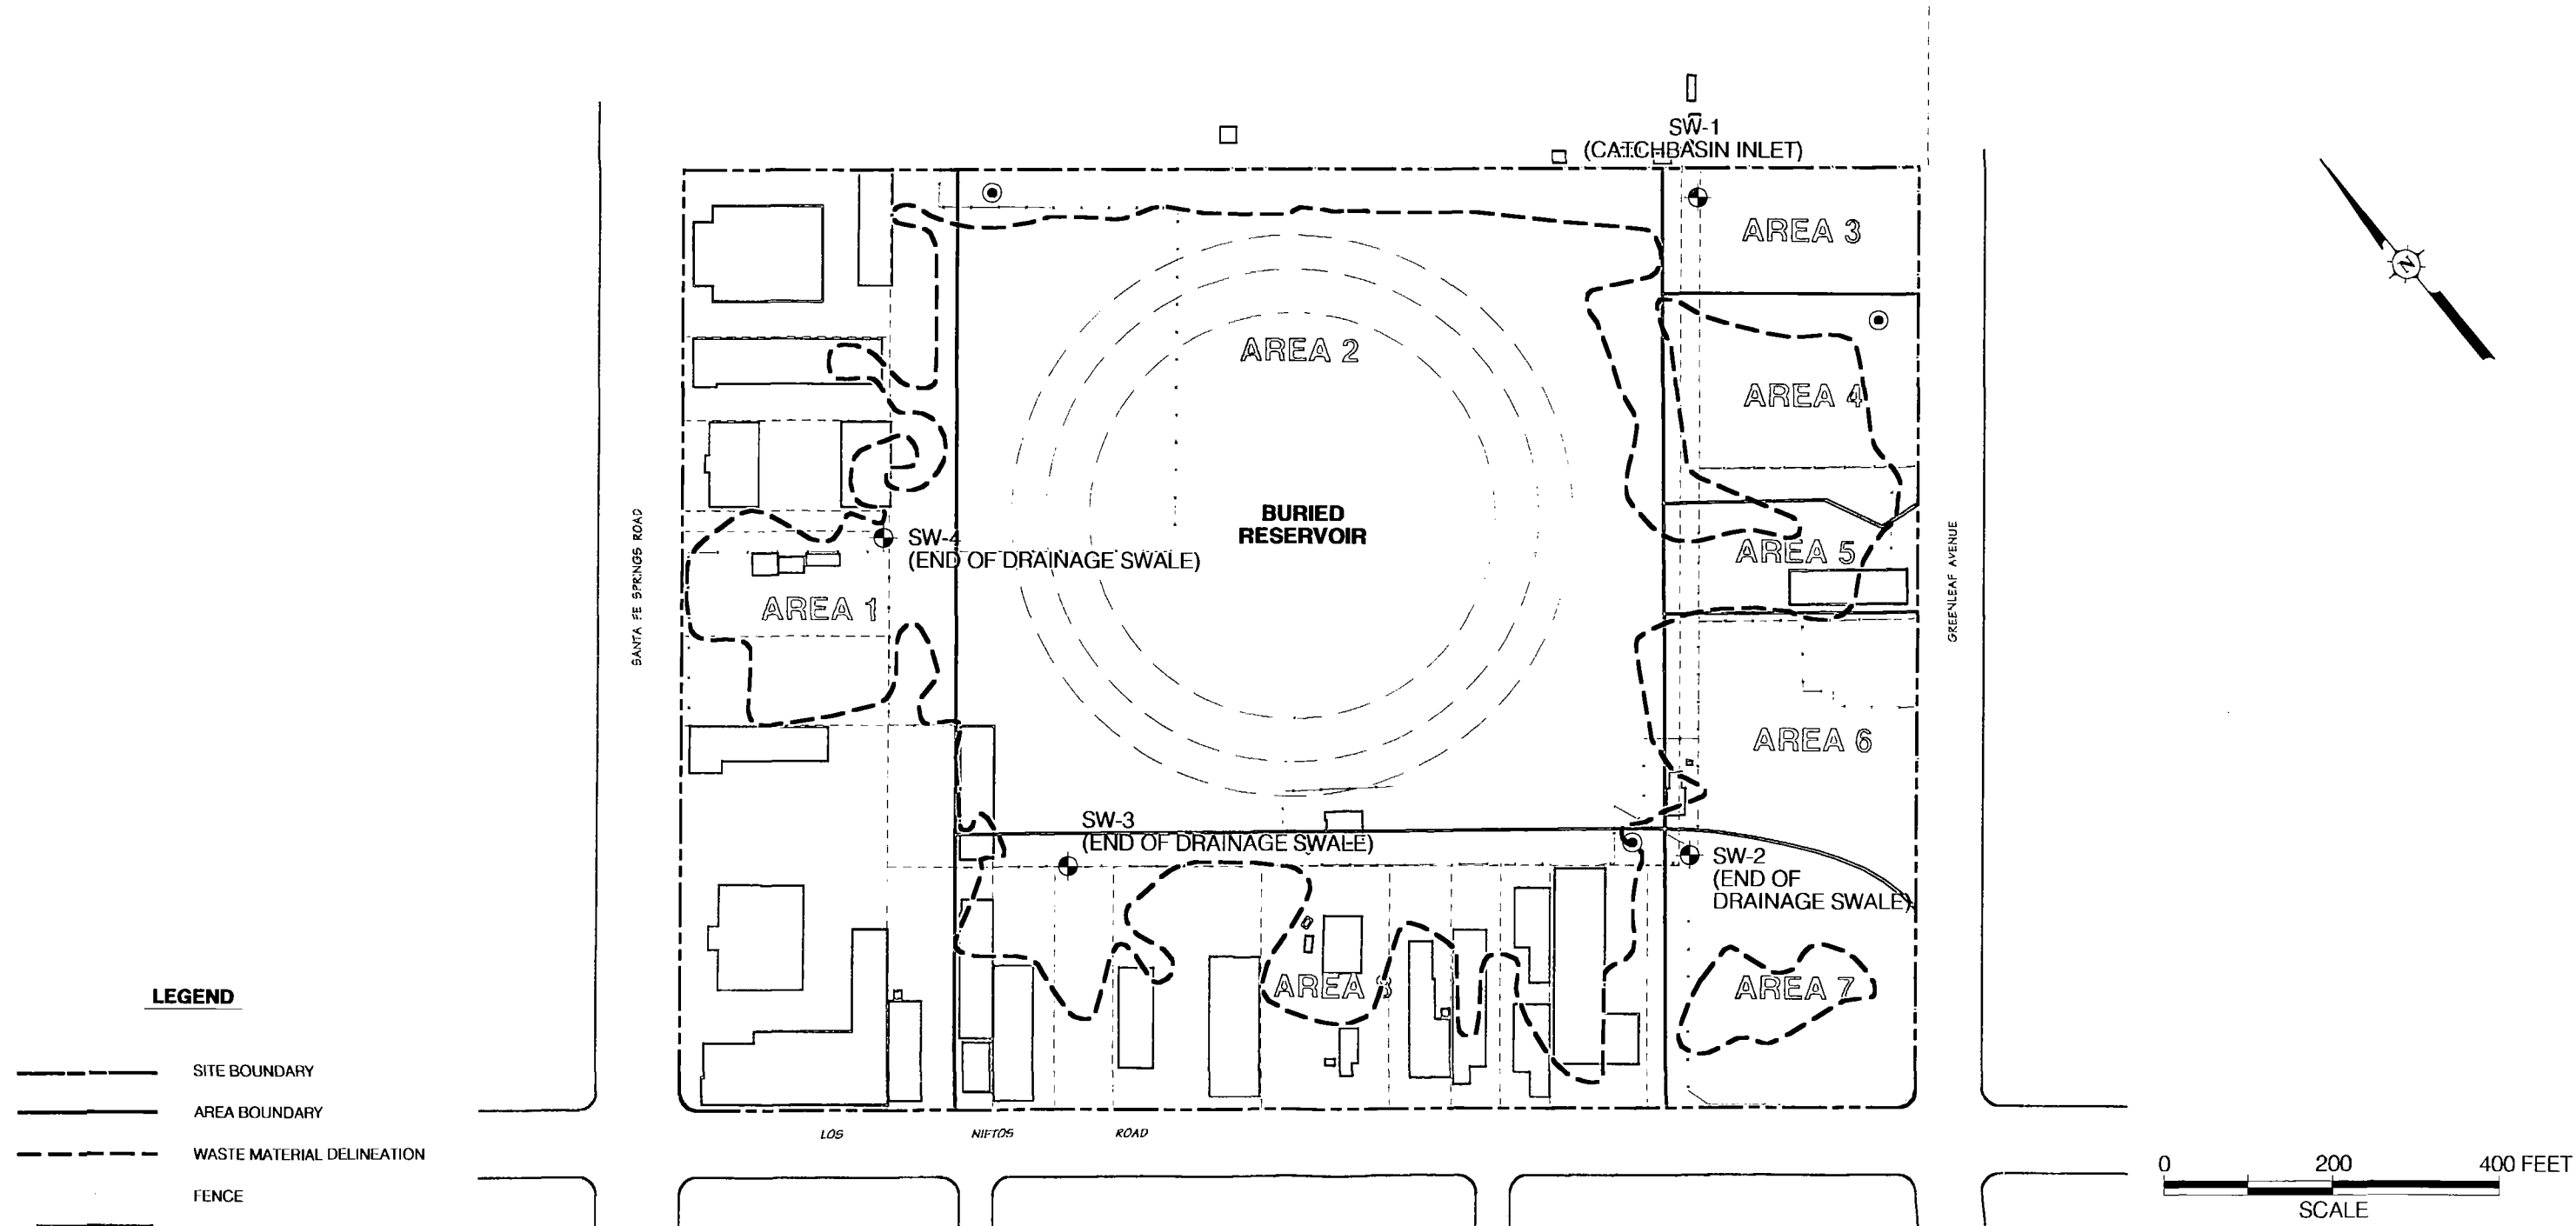 SW-1
(CATCHBASIN INLET)
AREA 3
AREA 2
AREA 4
BURIED
RESERVOIR
SANTA FE SPRINGS ROAD
SW-4
(END OF DRAINAGE SWALE)
AREA 5
GREENLEAF AVENUE
AREA 1
AREA 6
SW-3
(END OF DRAINAGE SWALE)
SW-2
(END OF
DRAINAGE SWALE)
AREA 8
AREA 7
N
LEGEND
SITE BOUNDARY
AREA BOUNDARY
WASTE MATERIAL DELINEATION
FENCE
LOS NIETOS ROAD
0 200 400 FEET
SCALE